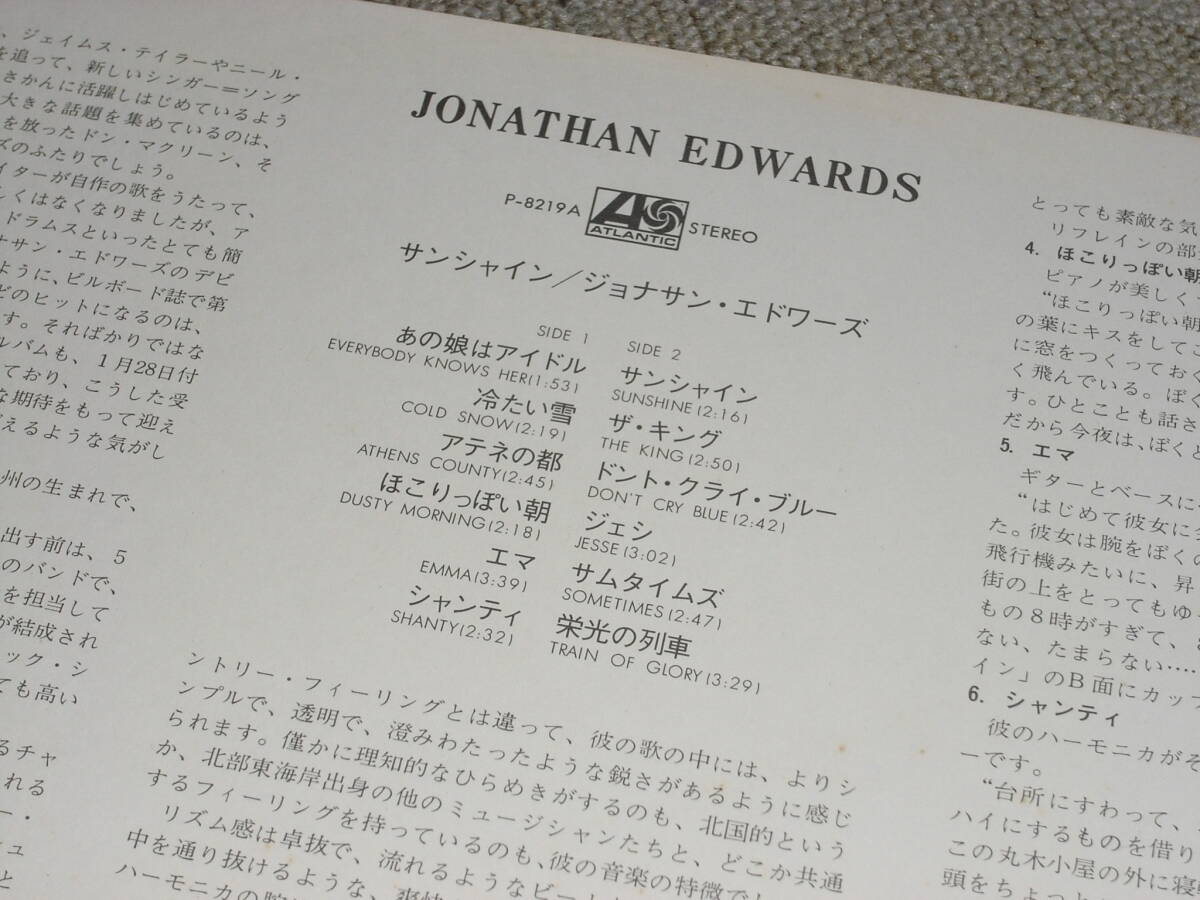 、ジェイムス・テイラーやニール・
を追って、新しいシンガー＝ソング
さかんに活躍しはじめているよう
大きな話題を集めているのは、
を放ったドン・マクリーン、そ
ズのふたりでしょう。
イターが自作の歌をうたって、
しくはなくなりましたが、ア
ドラムスといったとても簡
ナサン・エドワーズのデビ
ように、ビルボード誌で第
どのヒットになるのは、
す。そればかりではな
ルバムも、1月28日付
ており、こうした受
な期待をもって迎え
えるような気がし
州の生まれで、
出す前は、5
のバンドで、
を担当して
が結成され
ック・シ
ても高い
るチャ
れる
ー・
ュ
と
JONATHAN EDWARDS
P-8219A ATLANTIC STEREO
サンシャイン／ジョナサン・エドワーズ
SIDE 1
あの娘はアイドル
EVERYBODY KNOWS HER(1:53)
冷たい雪
COLD SNOW(2:19)
アテネの都
ATHENS COUNTY(2:45)
ほこりっぽい朝
DUSTY MORNING(2:18)
エマ
EMMA(3:39)
シャンティ
SHANTY(2:32)
SIDE 2
サンシャイン
SUNSHINE(2:16)
ザ・キング
THE KING(2:50)
ドント・クライ・ブルー
DON'T CRY BLUE(2:42)
ジェシ
JESSE(3:02)
サムタイムズ
SOMETIMES(2:47)
栄光の列車
TRAIN OF GLORY(3:29)
ントリー・フィーリングとは違って、彼の歌の中には、よりシ
ンプルで、透明で、澄みわたったような鋭さがあるように感じ
られます。僅かに理知的なひらめきがするのも、北国的という
か、北部東海岸出身の他のミュージシャンたちと、どこか共通
するフィーリングを持っているのも、彼の音楽の特徴でし
リズム感は卓抜で、流れるようなビート
中を通り抜けるような、爽快
ハーモニカの腕
とっても素敵な気
リフレインの部
4. ほこりっぽい朝
ピアノが美しく
“ほこりっぽい朝
の葉にキスをしてこ
に窓をつくっておく
く飛んでいる。ぼく
す。ひとことも話さ
だから今夜は、ぼくと
5. エマ
ギターとベースに
“はじめて彼女に会
た。彼女は腕をぼくの
飛行機みたいに、昇
街の上をとってもゆ
もの8時がすぎて、
ない、たまらない……
イン」のB面にカップ
6. シャンティ
彼のハーモニカがそ
ーです。
“台所にすわって、
ハイにするものを借り
この丸木小屋の外に寝
頭をちょっと